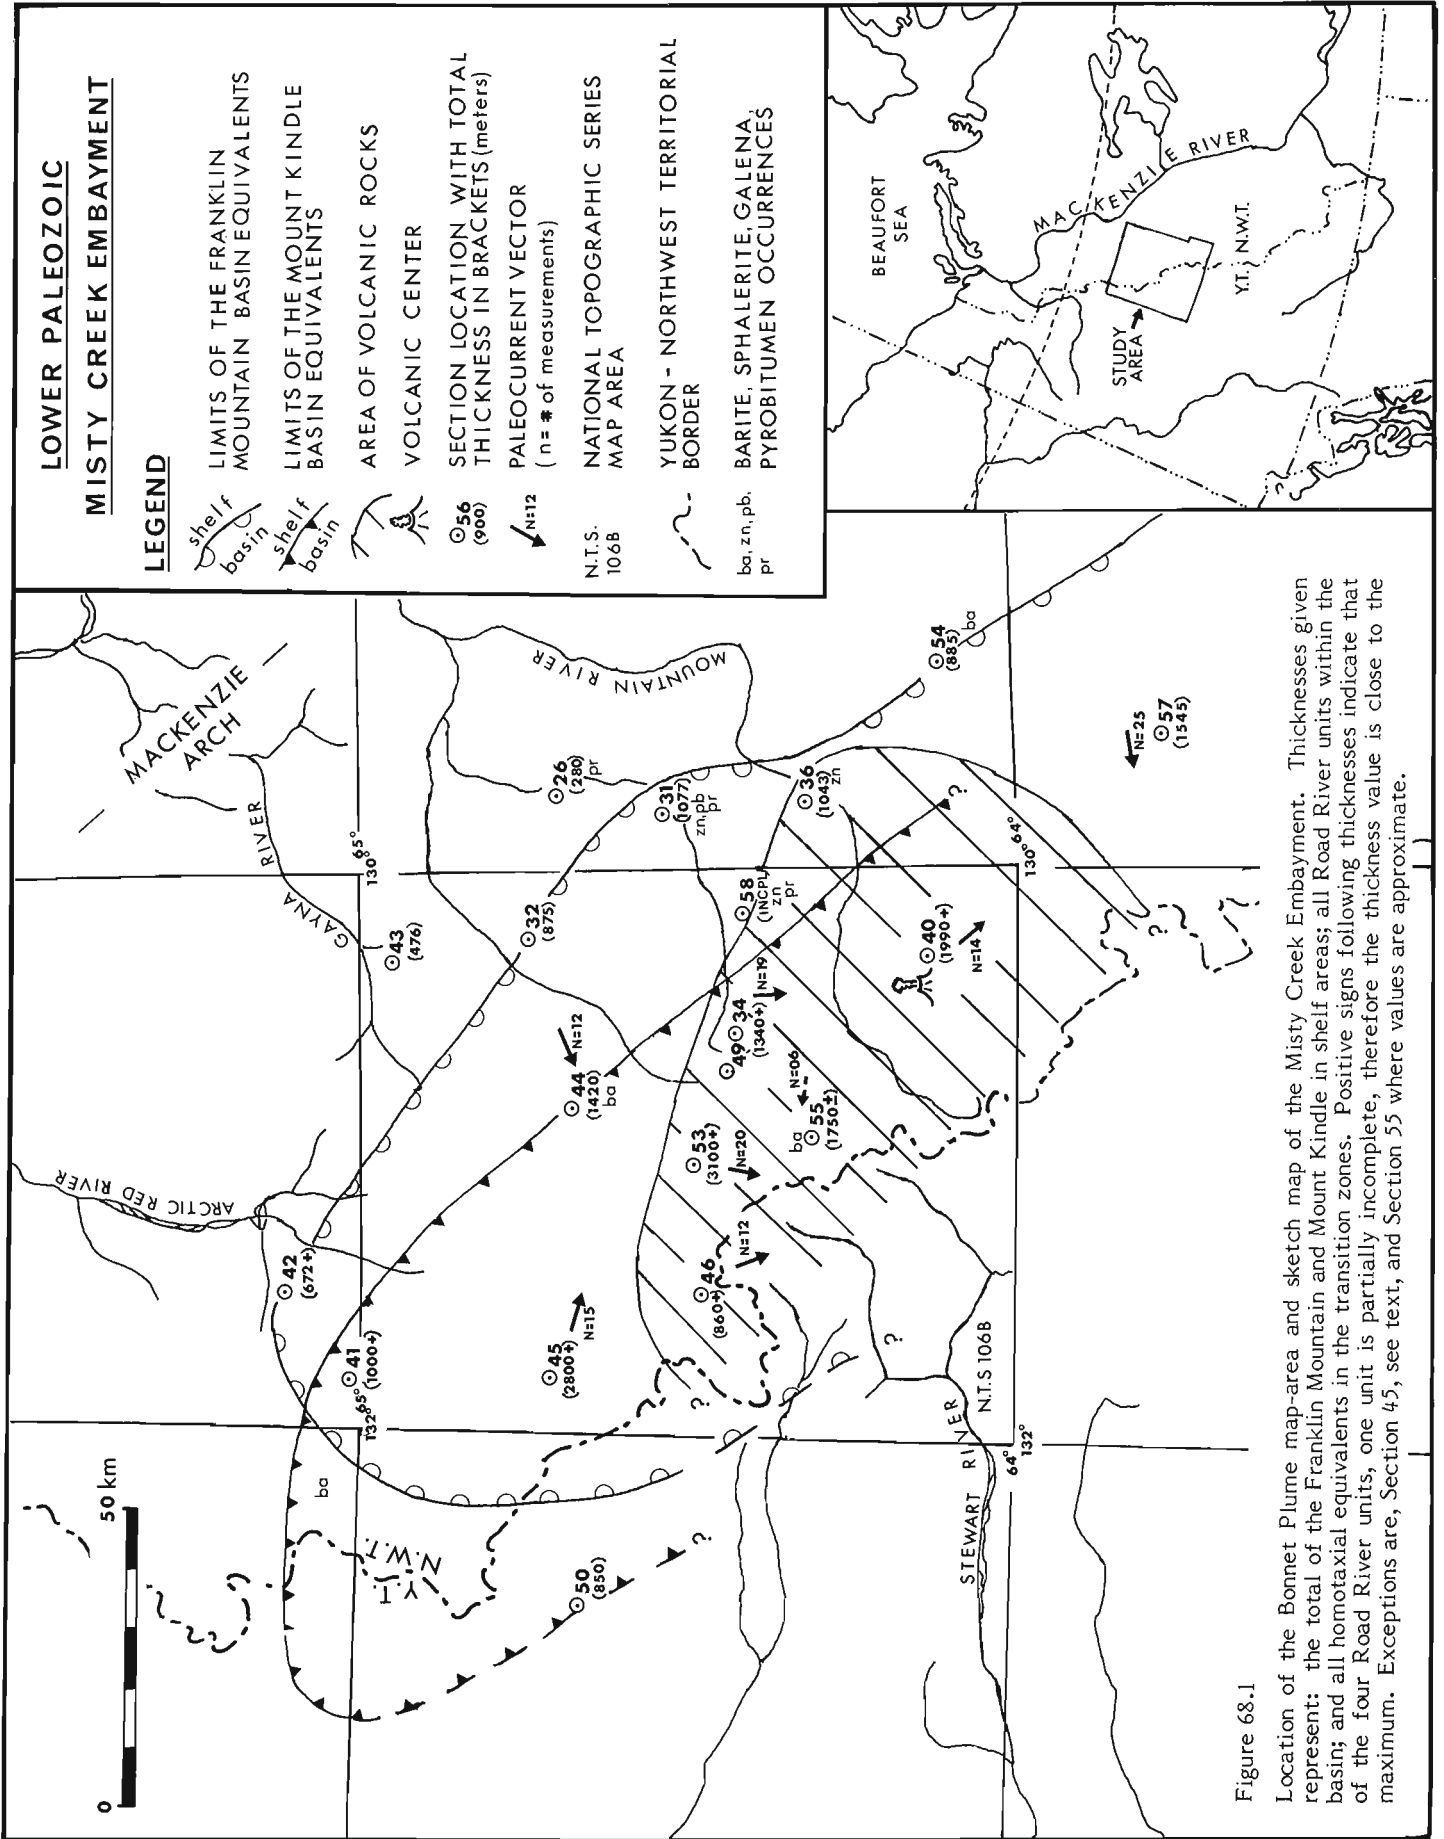 LOWER PALEOZOIC
MISTY CREEK EMBAYMENT
LEGEND
shelf
basin
LIMITS OF THE FRANKLIN
MOUNTAIN BASIN EQUIVALENTS
shelf
basin
LIMITS OF THE MOUNT KINDLE
BASIN EQUIVALENTS
AREA OF VOLCANIC ROCKS
VOLCANIC CENTER
56
(900)
SECTION LOCATION WITH TOTAL
THICKNESS IN BRACKETS (meters)
N=12
PALEOCURRENT VECTOR
(n= # of measurements)
N.T.S.
106B
NATIONAL TOPOGRAPHIC SERIES
MAP AREA
YUKON - NORTHWEST TERRITORIAL
BORDER
ba, zn, pb,
pr
BARITE, SPHALERITE, GALENA,
PYROBITUMEN OCCURRENCES
BEAUFORT
SEA
MACKENZIE RIVER
STUDY
AREA
Y.T. N.W.T.
0
50 km
MACKENZIE
ARCH
GAYNA RIVER
ARCTIC RED RIVER
MOUNTAIN RIVER
STEWART RIVER
Y.T.
N.W.T.
N.T.S 106B
65°
132°
65°
130°
64°
132°
64°
130°
ba
41
(1000+)
42
(672+)
43
(476)
45
(2800+)
N=15
44
(1420)
ba
N=12
32
(875)
26
(280)
pr
31
(1077)
zn,pb
pr
36
(1043)
zn
58
(INCPL)
zn
pr
49
34
(1340+)
N=19
53
(3100+)
N=20
46
(860+)
N=12
ba
55
(1750±)
N=06
40
(1990+)
N=14
50
(850)
54
(885)
ba
57
(1545)
N=25
?
?
?
?
?
Figure 68.1
Location of the Bonnet Plume map-area and sketch map of the Misty Creek Embayment. Thicknesses given
represent: the total of the Franklin Mountain and Mount Kindle in shelf areas; all Road River units within the
basin; and all homotaxial equivalents in the transition zones. Positive signs following thicknesses indicate that
of the four Road River units, one unit is partially incomplete, therefore the thickness value is close to the
maximum. Exceptions are, Section 45, see text, and Section 55 where values are approximate.